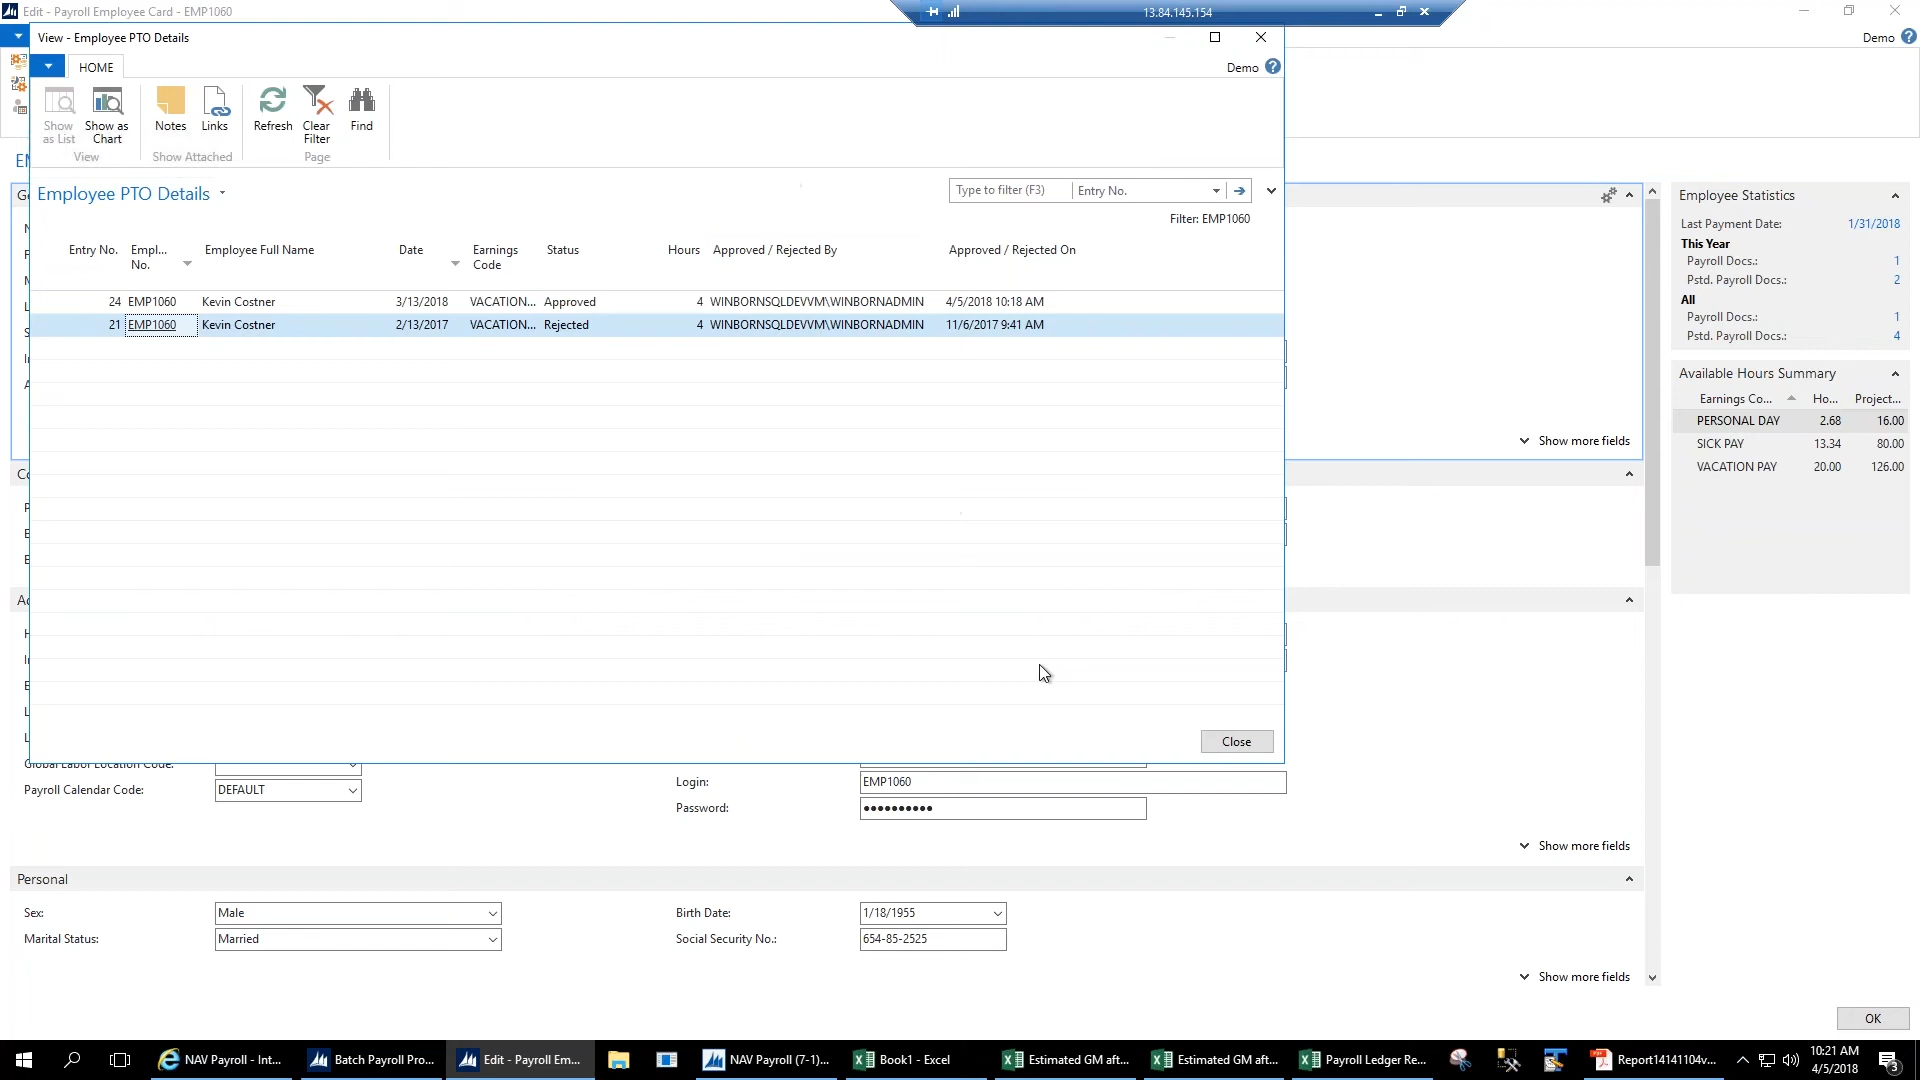 Edit - Payroll Employee Card - EMP1060
13.84.145.154
View - Employee PTO Details
Demo
HOME
Demo
Show as List
Show as Chart
Notes
Links
Refresh
Clear Filter
Find
View
Show Attached
Page
Employee PTO Details
Type to filter (F3)
Entry No.
Filter: EMP1060
Entry No.
Empl... No.
Employee Full Name
Date
Earnings Code
Status
Hours
Approved / Rejected By
Approved / Rejected On
24 EMP1060 Kevin Costner 3/13/2018 VACATION... Approved 4 WINBORNSQLDEVVM\WINBORNADMIN 4/5/2018 10:18 AM
21 EMP1060 Kevin Costner 2/13/2017 VACATION... Rejected 4 WINBORNSQLDEVVM\WINBORNADMIN 11/6/2017 9:41 AM
Close
Employee Statistics
Last Payment Date: 1/31/2018
This Year
Payroll Docs.: 1
Pstd. Payroll Docs.: 2
All
Payroll Docs.: 1
Pstd. Payroll Docs.: 4
Available Hours Summary
Earnings Co... Ho... Project...
PERSONAL DAY 2.68 16.00
SICK PAY 13.34 80.00
VACATION PAY 20.00 126.00
Show more fields
Global Labor Location Code:
Payroll Calendar Code: DEFAULT
Login: EMP1060
Password: ••••••••••
Show more fields
Personal
Sex: Male
Birth Date: 1/18/1955
Marital Status: Married
Social Security No.: 654-85-2525
Show more fields
OK
NAV Payroll - Int...
Batch Payroll Pro...
Edit - Payroll Em...
NAV Payroll (7-1)...
Book1 - Excel
Estimated GM aft...
Estimated GM aft...
Payroll Ledger Re...
Report14141104v...
10:21 AM
4/5/2018
3